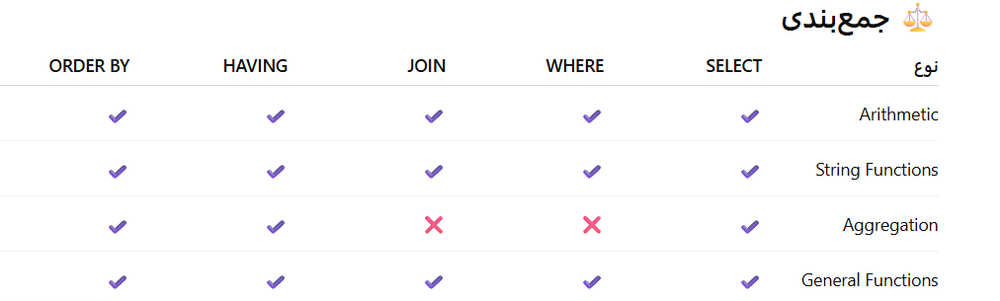 ⚖️ جمع‌بندی
نوع SELECT WHERE JOIN HAVING ORDER BY
Arithmetic ✔ ✔ ✔ ✔ ✔
String Functions ✔ ✔ ✔ ✔ ✔
Aggregation ✔ ❌ ❌ ✔ ✔
General Functions ✔ ✔ ✔ ✔ ✔